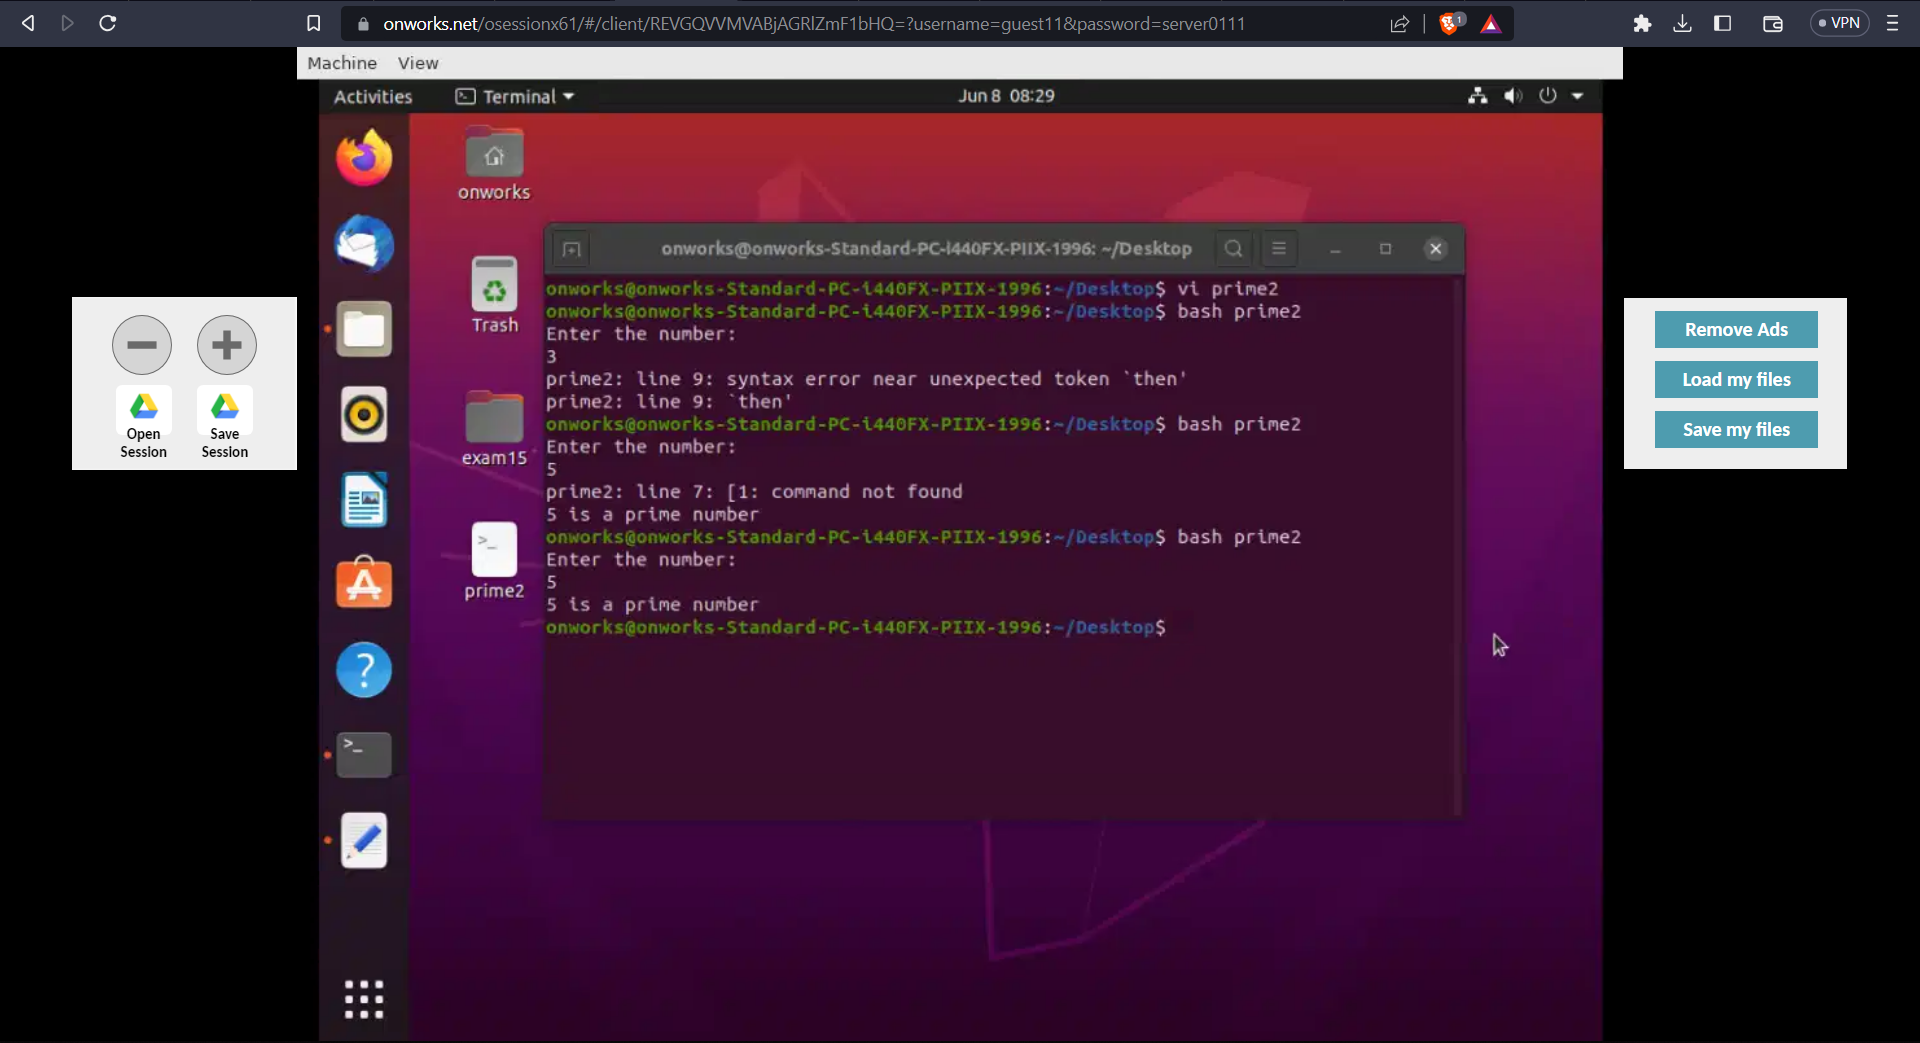 onworks.net/osessionx61/#/client/REVGQVVMVABjAGRlZmF1bHQ=?username=guest11&password=server0111
1
VPN
Machine View
Activities Terminal Jun 8 08:29
onworks
Trash
exam15
prime2
onworks@onworks-Standard-PC-i440FX-PIIX-1996: ~/Desktop
onworks@onworks-Standard-PC-i440FX-PIIX-1996:~/Desktop$ vi prime2
onworks@onworks-Standard-PC-i440FX-PIIX-1996:~/Desktop$ bash prime2
Enter the number:
3
prime2: line 9: syntax error near unexpected token `then'
prime2: line 9: `then'
onworks@onworks-Standard-PC-i440FX-PIIX-1996:~/Desktop$ bash prime2
Enter the number:
5
prime2: line 7: [1: command not found
5 is a prime number
onworks@onworks-Standard-PC-i440FX-PIIX-1996:~/Desktop$ bash prime2
Enter the number:
5
5 is a prime number
onworks@onworks-Standard-PC-i440FX-PIIX-1996:~/Desktop$
Open Session
Save Session
Remove Ads
Load my files
Save my files